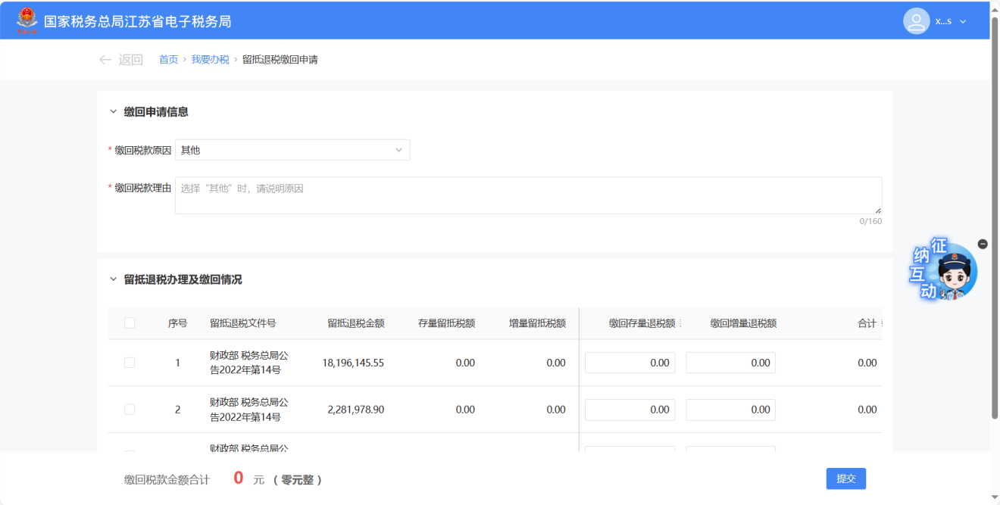 国家税务总局江苏省电子税务局
x...s
返回 首页 › 我要办税 › 留抵退税缴回申请
缴回申请信息
* 缴回税款原因 其他
* 缴回税款理由 选择“其他”时，请说明原因
0/160
征
纳
互
动
留抵退税办理及缴回情况
序号 留抵退税文件号 留抵退税金额 存量留抵税额 增量留抵税额 缴回存量退税额 缴回增量退税额 合计
1 财政部 税务总局公告2022年第14号 18,196,145.55 0.00 0.00 0.00 0.00 0.00
2 财政部 税务总局公告2022年第14号 2,281,978.90 0.00 0.00 0.00 0.00 0.00
财政部 税务总局公
缴回税款金额合计 0 元 （ 零元整 ）
提交